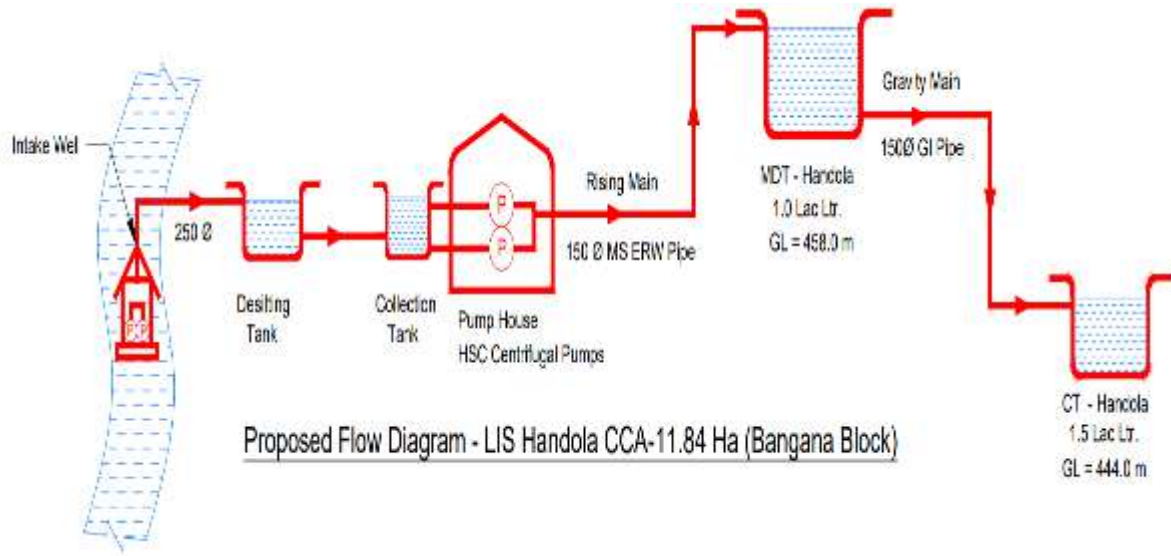 Intake Well
250 Ø
Desilting
Tank
Collection
Tank
P
P
P P
Pump House
HSC Centrifugal Pumps
Rising Main
150 Ø MS ERW Pipe
MDT - Handola
1.0 Lac Ltr.
GL = 458.0 m
Gravity Main
150Ø GI Pipe
CT - Handola
1.5 Lac Ltr.
GL = 444.0 m
Proposed Flow Diagram - LIS Handola CCA-11.84 Ha (Bangana Block)